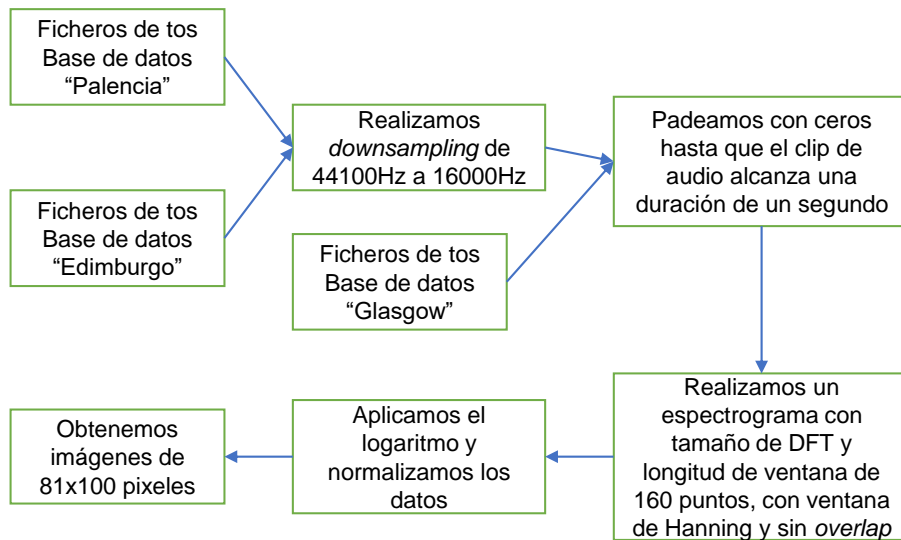 Ficheros de tos
Base de datos
“Palencia”
Ficheros de tos
Base de datos
“Edimburgo”
Realizamos
downsampling de
44100Hz a 16000Hz
Ficheros de tos
Base de datos
“Glasgow”
Padeamos con ceros
hasta que el clip de
audio alcanza una
duración de un segundo
Realizamos un
espectrograma con
tamaño de DFT y
longitud de ventana de
160 puntos, con ventana
de Hanning y sin overlap
Aplicamos el
logaritmo y
normalizamos los
datos
Obtenemos
imágenes de
81x100 pixeles